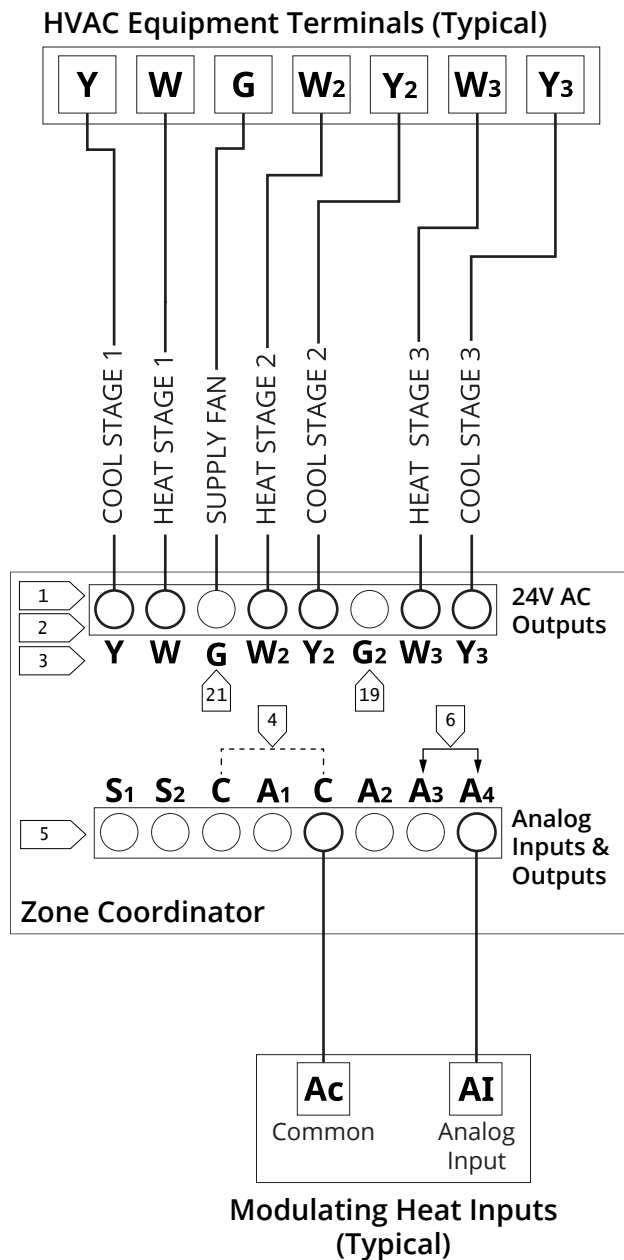 HVAC Equipment Terminals (Typical)
Y W G W2 Y2 W3 Y3
COOL STAGE 1
HEAT STAGE 1
SUPPLY FAN
HEAT STAGE 2
COOL STAGE 2
HEAT STAGE 3
COOL STAGE 3
1
2
3
24V AC
Outputs
Y W G W2 Y2 G2 W3 Y3
21
19
4
6
S1 S2 C A1 C A2 A3 A4
5
Analog
Inputs &
Outputs
Zone Coordinator
Ac
Common
AI
Analog
Input
Modulating Heat Inputs
(Typical)